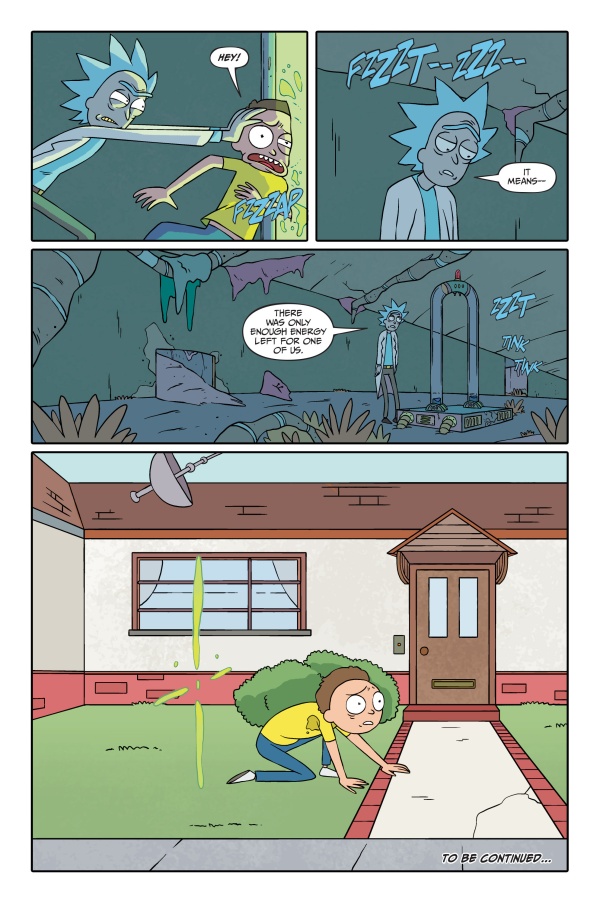 HEY!
FZZZAP
FZZZT--ZZZ--
IT
MEANS--
THERE
WAS ONLY
ENOUGH ENERGY
LEFT FOR ONE
OF US.
ZZZT
TINK
TINK
TO BE CONTINUED...